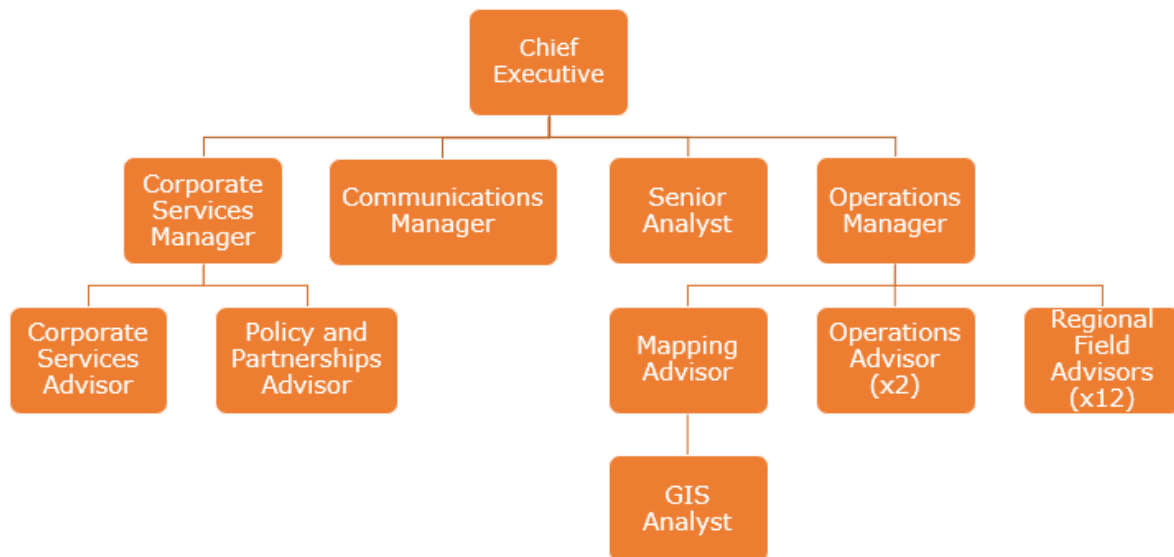 Chief
Executive
Corporate
Services
Manager
Communications
Manager
Senior
Analyst
Operations
Manager
Corporate
Services
Advisor
Policy and
Partnerships
Advisor
Mapping
Advisor
Operations
Advisor
(x2)
Regional
Field
Advisors
(x12)
GIS
Analyst